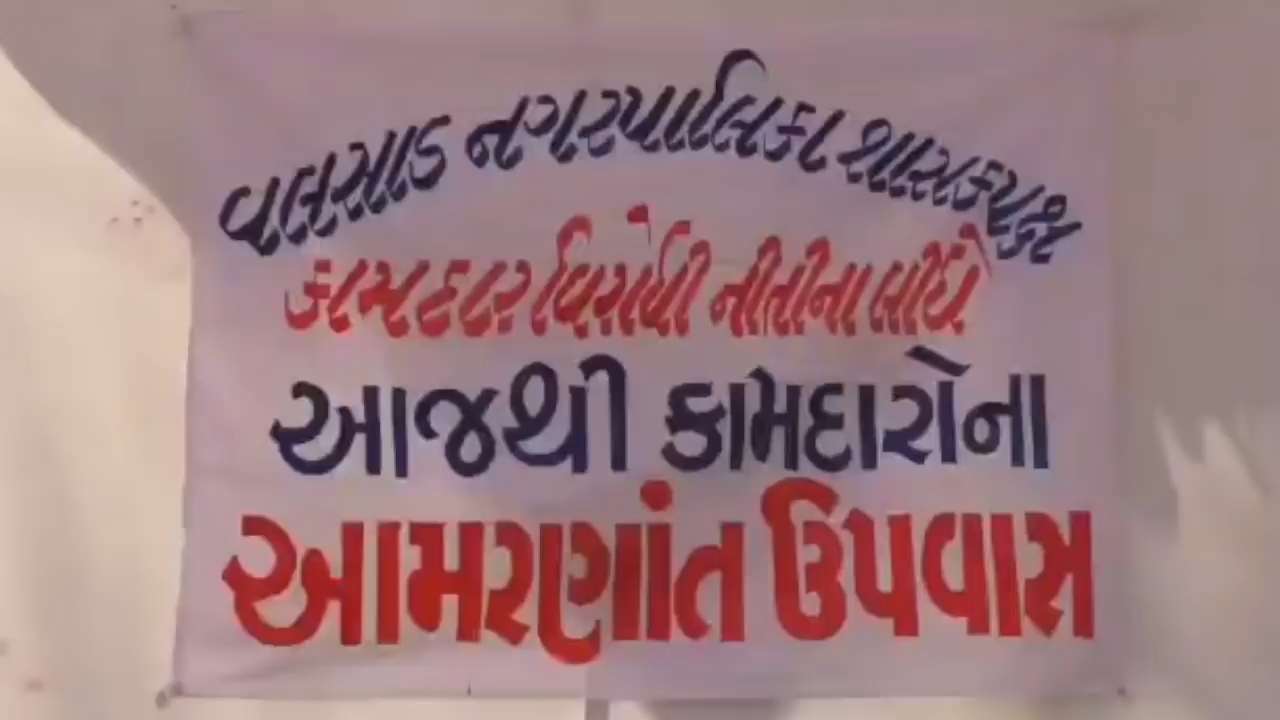 વલસાડ નગરપાલિકા શાસકપક્ષ
કામદાર વિરોધી નીતીના લીધે
આજથી કામદારોના
આમરણાંત ઉપવાસ